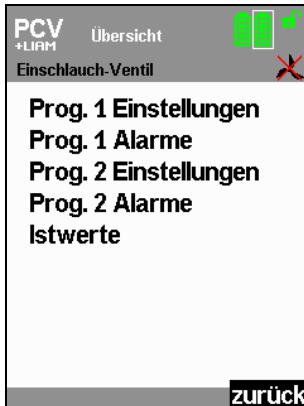 PCV Übersicht
+LIAM
Einschlauch-Ventil
Prog. 1 Einstellungen
Prog. 1 Alarme
Prog. 2 Einstellungen
Prog. 2 Alarme
Istwerte
zurück